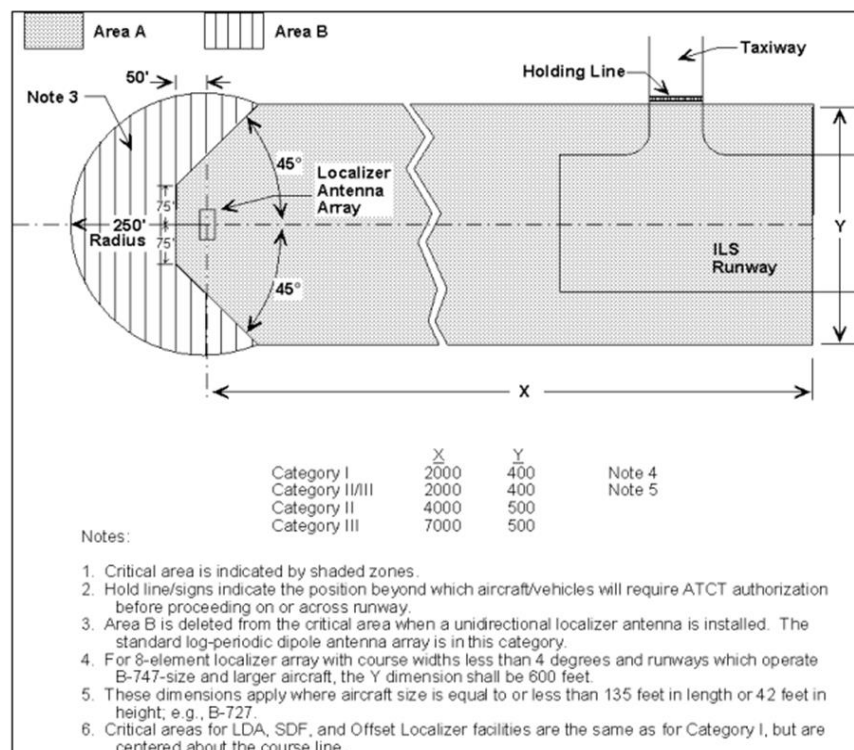 Area A
Area B
50'
Taxiway
Holding Line
Note 3
45°
Localizer
Antenna
Array
75'
250'
Radius
75'
Y
ILS
Runway
45°
X
X Y
Category I 2000 400 Note 4
Category II/III 2000 400 Note 5
Category II 4000 500
Category III 7000 500
Notes:
1. Critical area is indicated by shaded zones.
2. Hold line/signs indicate the position beyond which aircraft/vehicles will require ATCT authorization
before proceeding on or across runway.
3. Area B is deleted from the critical area when a unidirectional localizer antenna is installed. The
standard log-periodic dipole antenna array is in this category.
4. For 8-element localizer array with course widths less than 4 degrees and runways which operate
B-747-size and larger aircraft, the Y dimension shall be 600 feet.
5. These dimensions apply where aircraft size is equal to or less than 135 feet in length or 42 feet in
height; e.g., B-727.
6. Critical areas for LDA, SDF, and Offset Localizer facilities are the same as for Category I, but are
centered about the course line